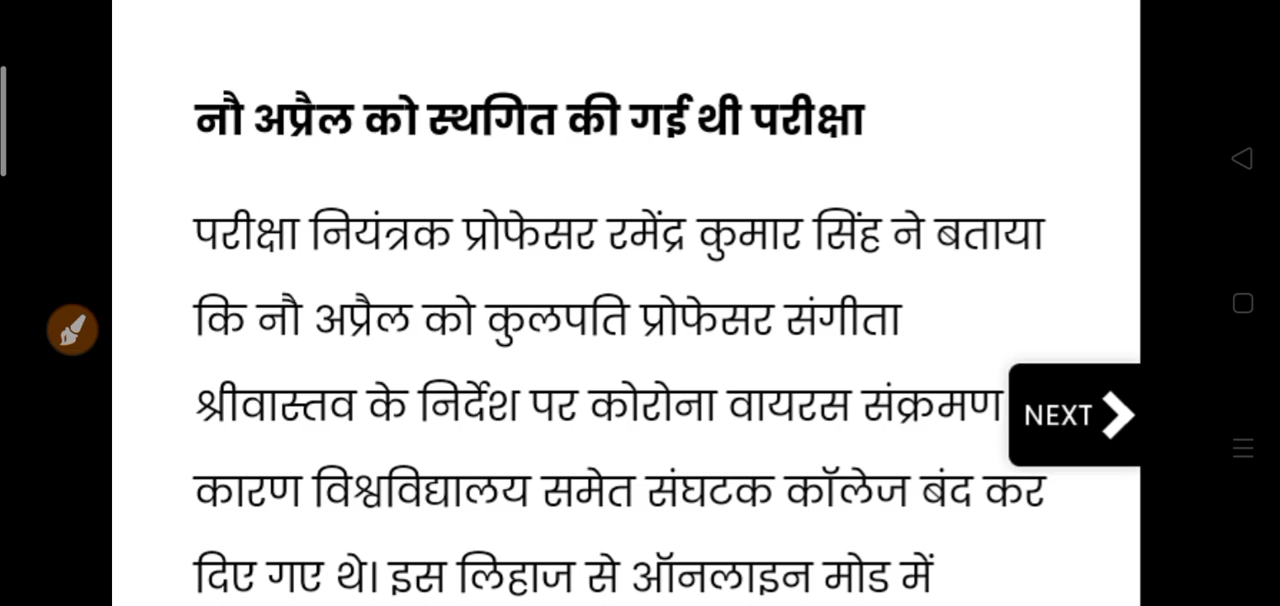 नौ अप्रैल को स्थगित की गई थी परीक्षा
परीक्षा नियंत्रक प्रोफेसर रमेंद्र कुमार सिंह ने बताया
कि नौ अप्रैल को कुलपति प्रोफेसर संगीता
श्रीवास्तव के निर्देश पर कोरोना वायरस संक्रमण
NEXT
कारण विश्वविद्यालय समेत संघटक कॉलेज बंद कर
दिए गए थे। इस लिहाज से ऑनलाइन मोड में